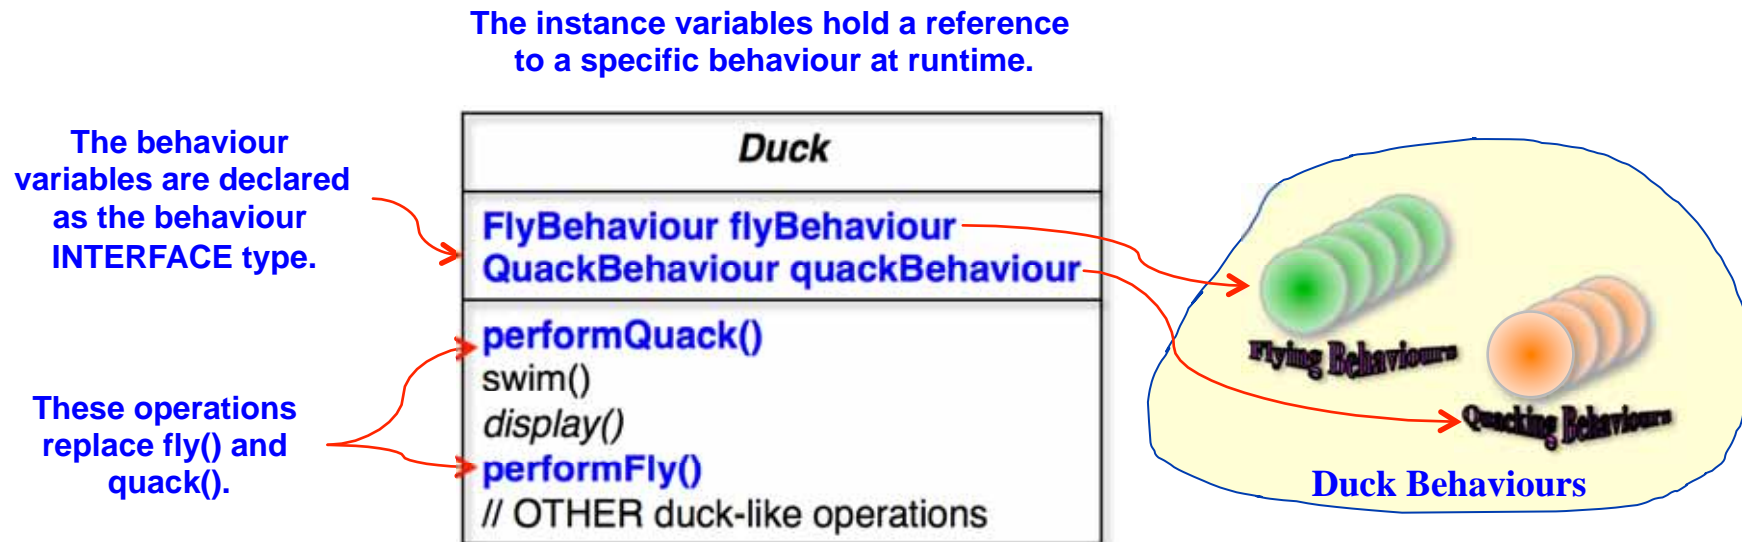 The instance variables hold a reference
to a specific behaviour at runtime.
The behaviour
variables are declared
as the behaviour
INTERFACE type.
These operations
replace fly() and
quack().
Duck
FlyBehaviour flyBehaviour
QuackBehaviour quackBehaviour
performQuack()
swim()
display()
performFly()
// OTHER duck-like operations
Flying Behaviours
Quacking Behaviours
Duck Behaviours